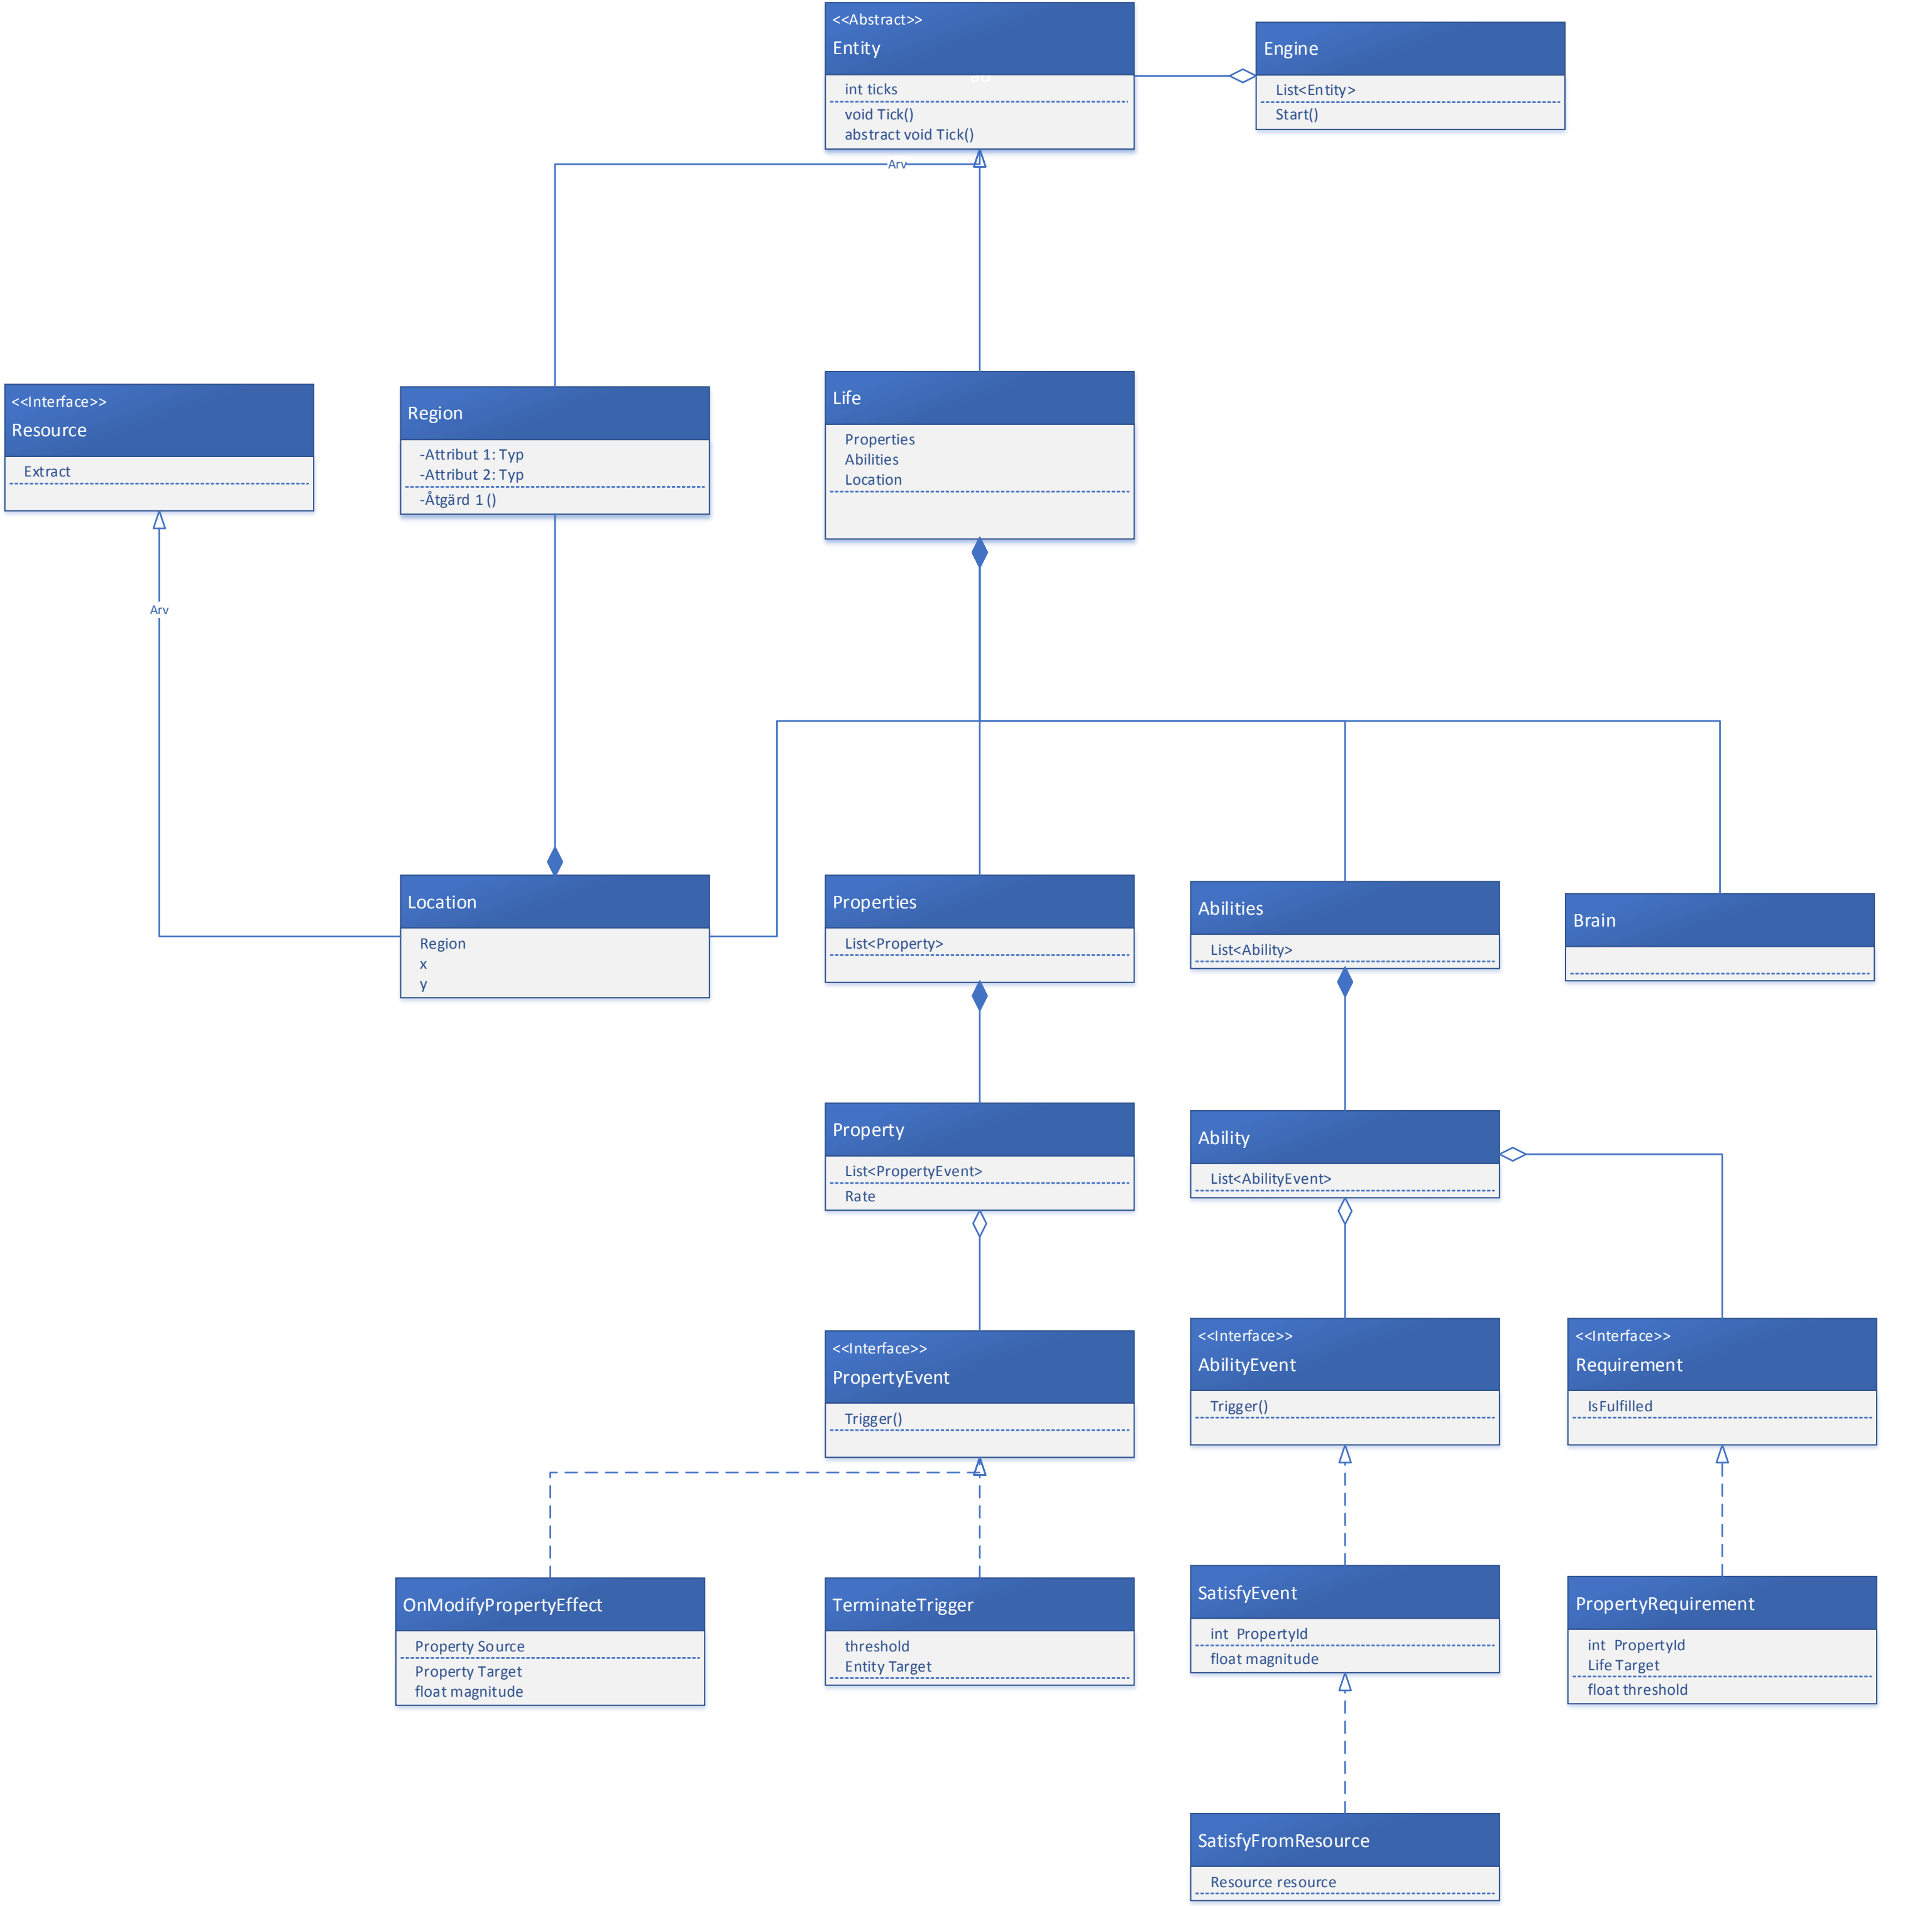 <<Abstract>>
Entity
int ticks
void Tick()
abstract void Tick()
Engine
List<Entity>
Start()
Arv
<<Interface>>
Resource
Extract
Region
-Attribut 1: Typ
-Attribut 2: Typ
-Åtgärd 1 ()
Life
Properties
Abilities
Location
Arv
Location
Region
x
y
Properties
List<Property>
Abilities
List<Ability>
Brain
Property
List<PropertyEvent>
Rate
Ability
List<AbilityEvent>
<<Interface>>
PropertyEvent
Trigger()
<<Interface>>
AbilityEvent
Trigger()
<<Interface>>
Requirement
IsFulfilled
OnModifyPropertyEffect
Property Source
Property Target
float magnitude
TerminateTrigger
threshold
Entity Target
SatisfyEvent
int  PropertyId
float magnitude
PropertyRequirement
int  PropertyId
Life Target
float threshold
SatisfyFromResource
Resource resource